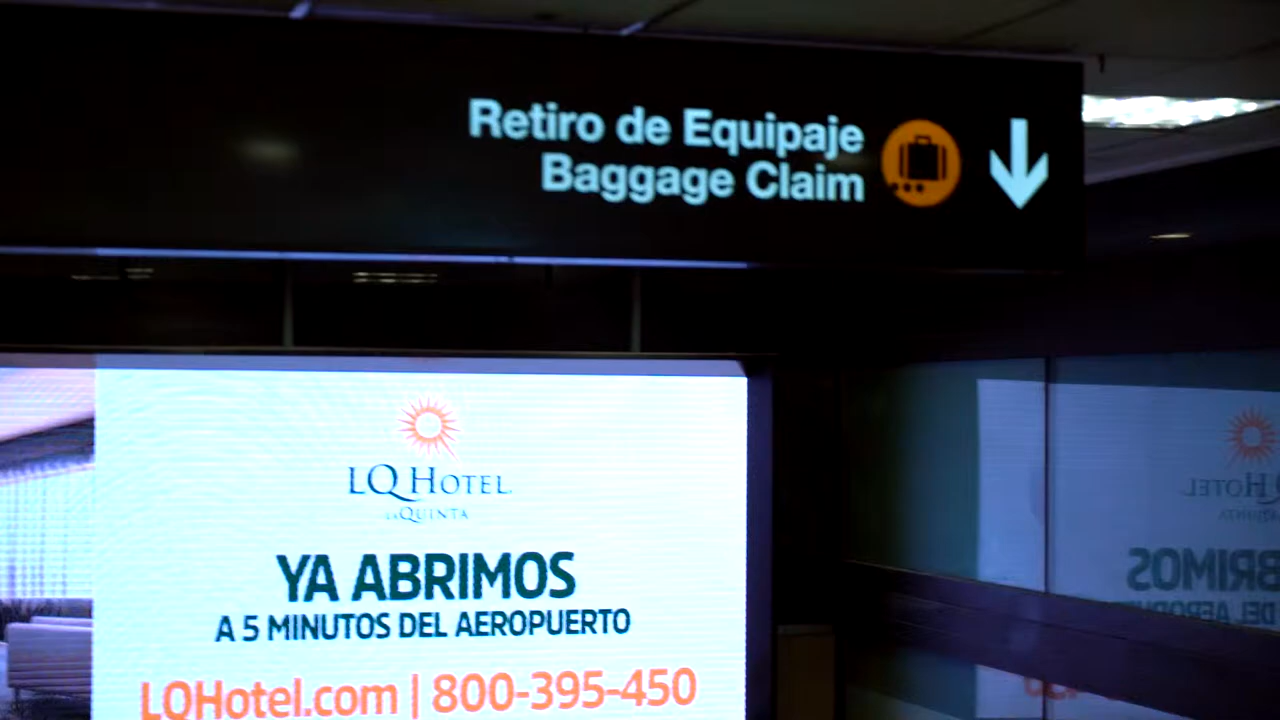 Retiro de Equipaje
Baggage Claim
LQ HOTEL
LA QUINTA
YA ABRIMOS
A 5 MINUTOS DEL AEROPUERTO
LQHotel.com | 800-395-450